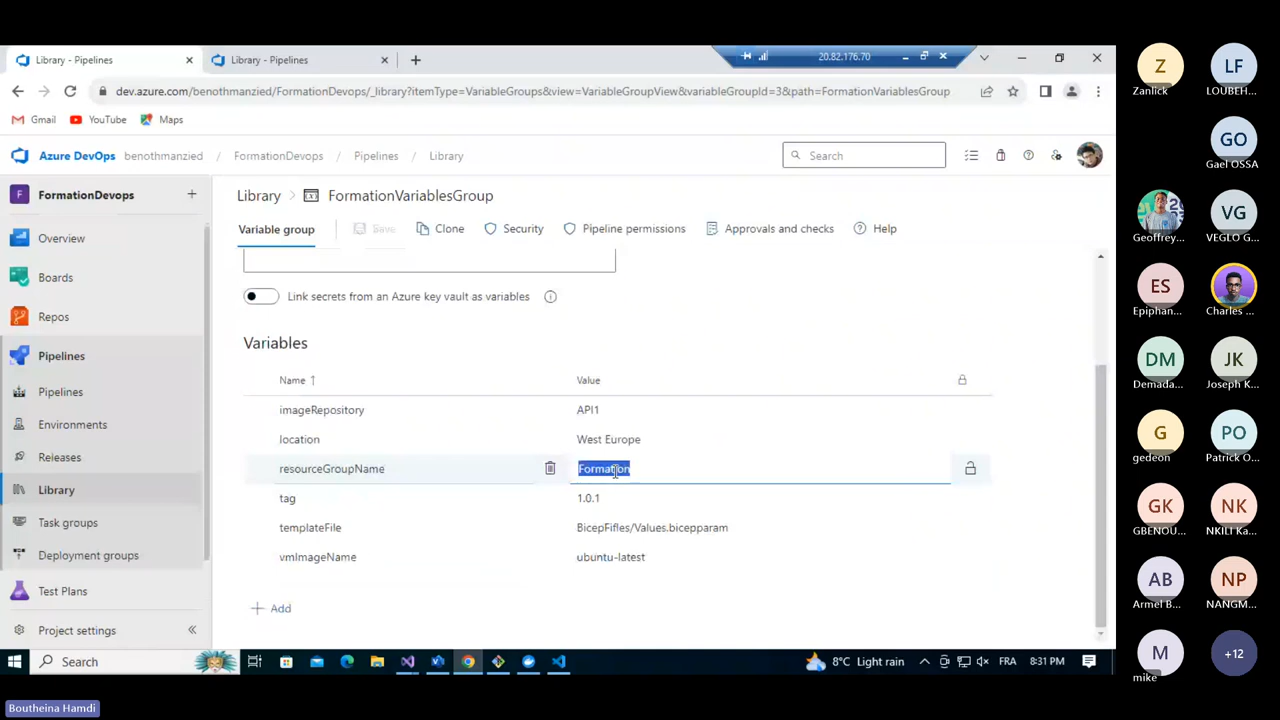 Library - Pipelines
Library - Pipelines
20.82.176.70
dev.azure.com/benothmanzied/FormationDevops/_library?itemType=VariableGroups&view=VariableGroupView&variableGroupId=3&path=FormationVariablesGroup
Gmail YouTube Maps
Azure DevOps benothmanzied / FormationDevops / Pipelines / Library
Search
F FormationDevops
Library > FormationVariablesGroup
Variable group Save Clone Security Pipeline permissions Approvals and checks Help
Overview
Boards
Repos
Pipelines
Pipelines
Environments
Releases
Library
Task groups
Deployment groups
Test Plans
Project settings
Link secrets from an Azure key vault as variables
Variables
Name ↑ Value
imageRepository API1
location West Europe
resourceGroupName Formation
tag 1.0.1
templateFile BicepFifles/Values.bicepparam
vmImageName ubuntu-latest
+ Add
Search
8°C Light rain
FRA
8:31 PM
Z
Zanlick
LF
LOUBEH...
GO
Gael OSSA
Geoffrey...
VG
VEGLO G...
ES
Epiphan...
Charles ...
DM
Demada...
JK
Joseph K...
g
gedeon
PO
Patrick O...
GK
GBENOU...
NK
NKILI Ka...
AB
Armel B...
NP
NANGM...
M
mike
+12
Boutheina Hamdi